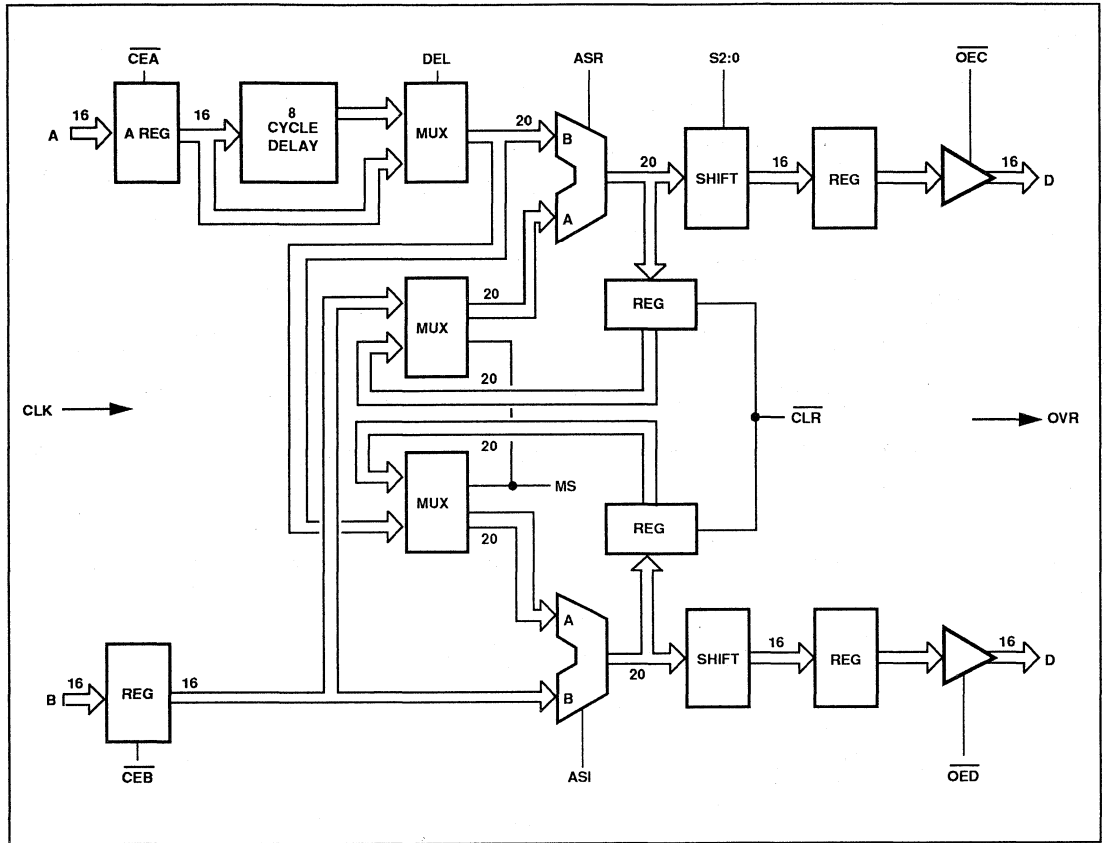 CEA
DEL
ASR
S2:0
OEC
A
16
A REG
16
8
CYCLE
DELAY
MUX
20
B
A
20
SHIFT
16
REG
16
D
MUX
20
20
REG
CLK
CLR
OVR
20
MUX
20
MS
REG
A
B
20
SHIFT
16
REG
16
D
B
16
REG
16
CEB
ASI
OED